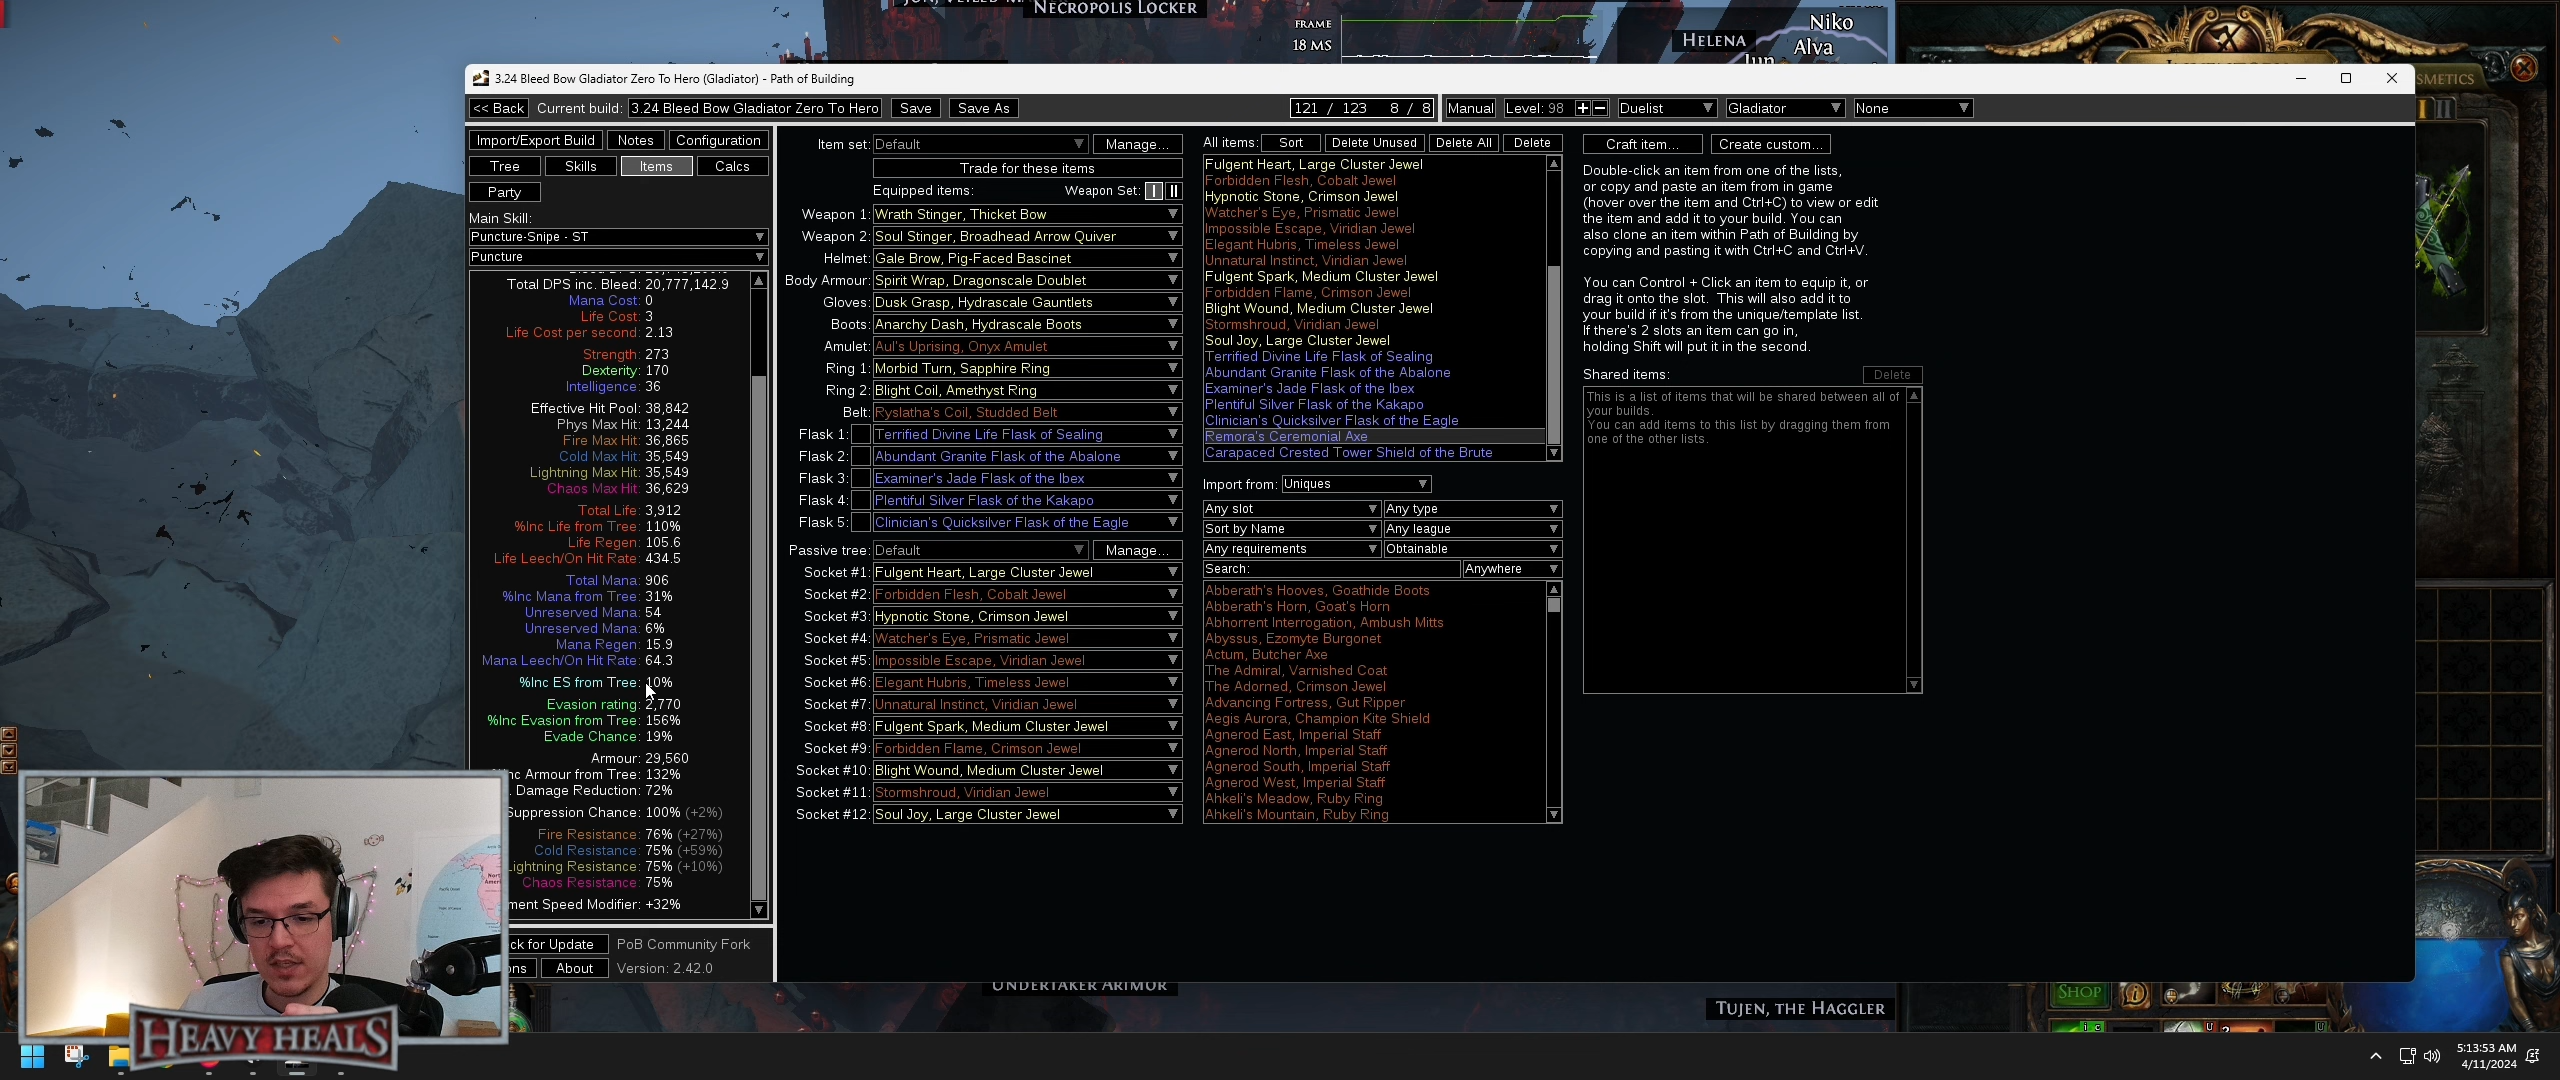 NECROPOLIS LOCKER
FRAME
18 MS
HELENA
Niko
Alva
Jun
SMETICS
3.24 Bleed Bow Gladiator Zero To Hero (Gladiator) - Path of Building
<< Back
Current build: 3.24 Bleed Bow Gladiator Zero To Hero
Save
Save As
121 / 123 8 / 8
Manual
Level: 98
Duelist
Gladiator
None
Import/Export Build
Notes
Configuration
Tree
Skills
Items
Calcs
Party
Main Skill:
Puncture-Snipe - ST
Puncture
Total DPS inc. Bleed: 20,777,142.9
Mana Cost: 0
Life Cost: 3
Life Cost per second: 2.13
Strength: 273
Dexterity: 170
Intelligence: 36
Effective Hit Pool: 38,842
Phys Max Hit: 13,244
Fire Max Hit: 36,865
Cold Max Hit: 35,549
Lightning Max Hit: 35,549
Chaos Max Hit: 36,629
Total Life: 3,912
%Inc Life from Tree: 110%
Life Regen: 105.6
Life Leech/On Hit Rate: 434.5
Total Mana: 906
%Inc Mana from Tree: 31%
Unreserved Mana: 54
Unreserved Mana: 6%
Mana Regen: 15.9
Mana Leech/On Hit Rate: 64.3
%Inc ES from Tree: 10%
Evasion rating: 2,770
%Inc Evasion from Tree: 156%
Evade Chance: 19%
Armour: 29,560
nc Armour from Tree: 132%
. Damage Reduction: 72%
Suppression Chance: 100% (+2%)
Fire Resistance: 76% (+27%)
Cold Resistance: 75% (+59%)
Lightning Resistance: 75% (+10%)
Chaos Resistance: 75%
ment Speed Modifier: +32%
ck for Update
PoB Community Fork
ons
About
Version: 2.42.0
Item set: Default
Manage...
Trade for these items
Equipped items:
Weapon Set: I II
Weapon 1: Wrath Stinger, Thicket Bow
Weapon 2: Soul Stinger, Broadhead Arrow Quiver
Helmet: Gale Brow, Pig-Faced Bascinet
Body Armour: Spirit Wrap, Dragonscale Doublet
Gloves: Dusk Grasp, Hydrascale Gauntlets
Boots: Anarchy Dash, Hydrascale Boots
Amulet: Aul's Uprising, Onyx Amulet
Ring 1: Morbid Turn, Sapphire Ring
Ring 2: Blight Coil, Amethyst Ring
Belt: Ryslatha's Coil, Studded Belt
Flask 1: Terrified Divine Life Flask of Sealing
Flask 2: Abundant Granite Flask of the Abalone
Flask 3: Examiner's Jade Flask of the Ibex
Flask 4: Plentiful Silver Flask of the Kakapo
Flask 5: Clinician's Quicksilver Flask of the Eagle
Passive tree: Default
Manage...
Socket #1: Fulgent Heart, Large Cluster Jewel
Socket #2: Forbidden Flesh, Cobalt Jewel
Socket #3: Hypnotic Stone, Crimson Jewel
Socket #4: Watcher's Eye, Prismatic Jewel
Socket #5: Impossible Escape, Viridian Jewel
Socket #6: Elegant Hubris, Timeless Jewel
Socket #7: Unnatural Instinct, Viridian Jewel
Socket #8: Fulgent Spark, Medium Cluster Jewel
Socket #9: Forbidden Flame, Crimson Jewel
Socket #10: Blight Wound, Medium Cluster Jewel
Socket #11: Stormshroud, Viridian Jewel
Socket #12: Soul Joy, Large Cluster Jewel
All items:
Sort
Delete Unused
Delete All
Delete
Fulgent Heart, Large Cluster Jewel
Forbidden Flesh, Cobalt Jewel
Hypnotic Stone, Crimson Jewel
Watcher's Eye, Prismatic Jewel
Impossible Escape, Viridian Jewel
Elegant Hubris, Timeless Jewel
Unnatural Instinct, Viridian Jewel
Fulgent Spark, Medium Cluster Jewel
Forbidden Flame, Crimson Jewel
Blight Wound, Medium Cluster Jewel
Stormshroud, Viridian Jewel
Soul Joy, Large Cluster Jewel
Terrified Divine Life Flask of Sealing
Abundant Granite Flask of the Abalone
Examiner's Jade Flask of the Ibex
Plentiful Silver Flask of the Kakapo
Clinician's Quicksilver Flask of the Eagle
Remora's Ceremonial Axe
Carapaced Crested Tower Shield of the Brute
Import from: Uniques
Any slot
Any type
Sort by Name
Any league
Any requirements
Obtainable
Search:
Anywhere
Abberath's Hooves, Goathide Boots
Abberath's Horn, Goat's Horn
Abhorrent Interrogation, Ambush Mitts
Abyssus, Ezomyte Burgonet
Actum, Butcher Axe
The Admiral, Varnished Coat
The Adorned, Crimson Jewel
Advancing Fortress, Gut Ripper
Aegis Aurora, Champion Kite Shield
Agnerod East, Imperial Staff
Agnerod North, Imperial Staff
Agnerod South, Imperial Staff
Agnerod West, Imperial Staff
Ahkeli's Meadow, Ruby Ring
Ahkeli's Mountain, Ruby Ring
Craft item...
Create custom...
Double-click an item from one of the lists,
or copy and paste an item from in game
(hover over the item and Ctrl+C) to view or edit
the item and add it to your build. You can
also clone an item within Path of Building by
copying and pasting it with Ctrl+C and Ctrl+V.
You can Control + Click an item to equip it, or
drag it onto the slot. This will also add it to
your build if it's from the unique/template list.
If there's 2 slots an item can go in,
holding Shift will put it in the second.
Shared items:
Delete
This is a list of items that will be shared between all of
your builds.
You can add items to this list by dragging them from
one of the other lists.
UNDERTAKER ARIMOR
TUJEN, THE HAGGLER
SHOP
HEAVY HEALS
5:13:53 AM
4/11/2024